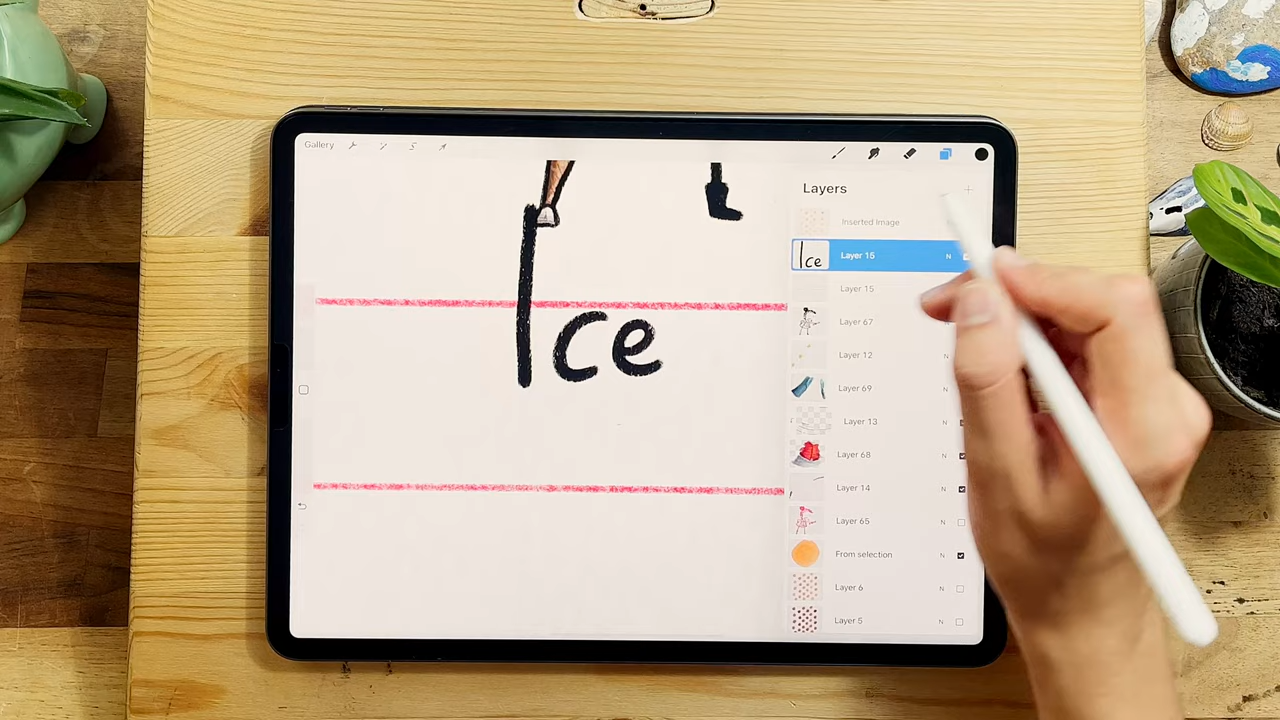 Gallery
Layers
Inserted Image
Ice
Layer 15 N
Layer 15
Layer 67
Layer 12 N
Layer 69 N
Layer 13 N
Layer 68 N
Layer 14 N
Layer 65 N
From selection N
Layer 6 N
Layer 5 N
Ice